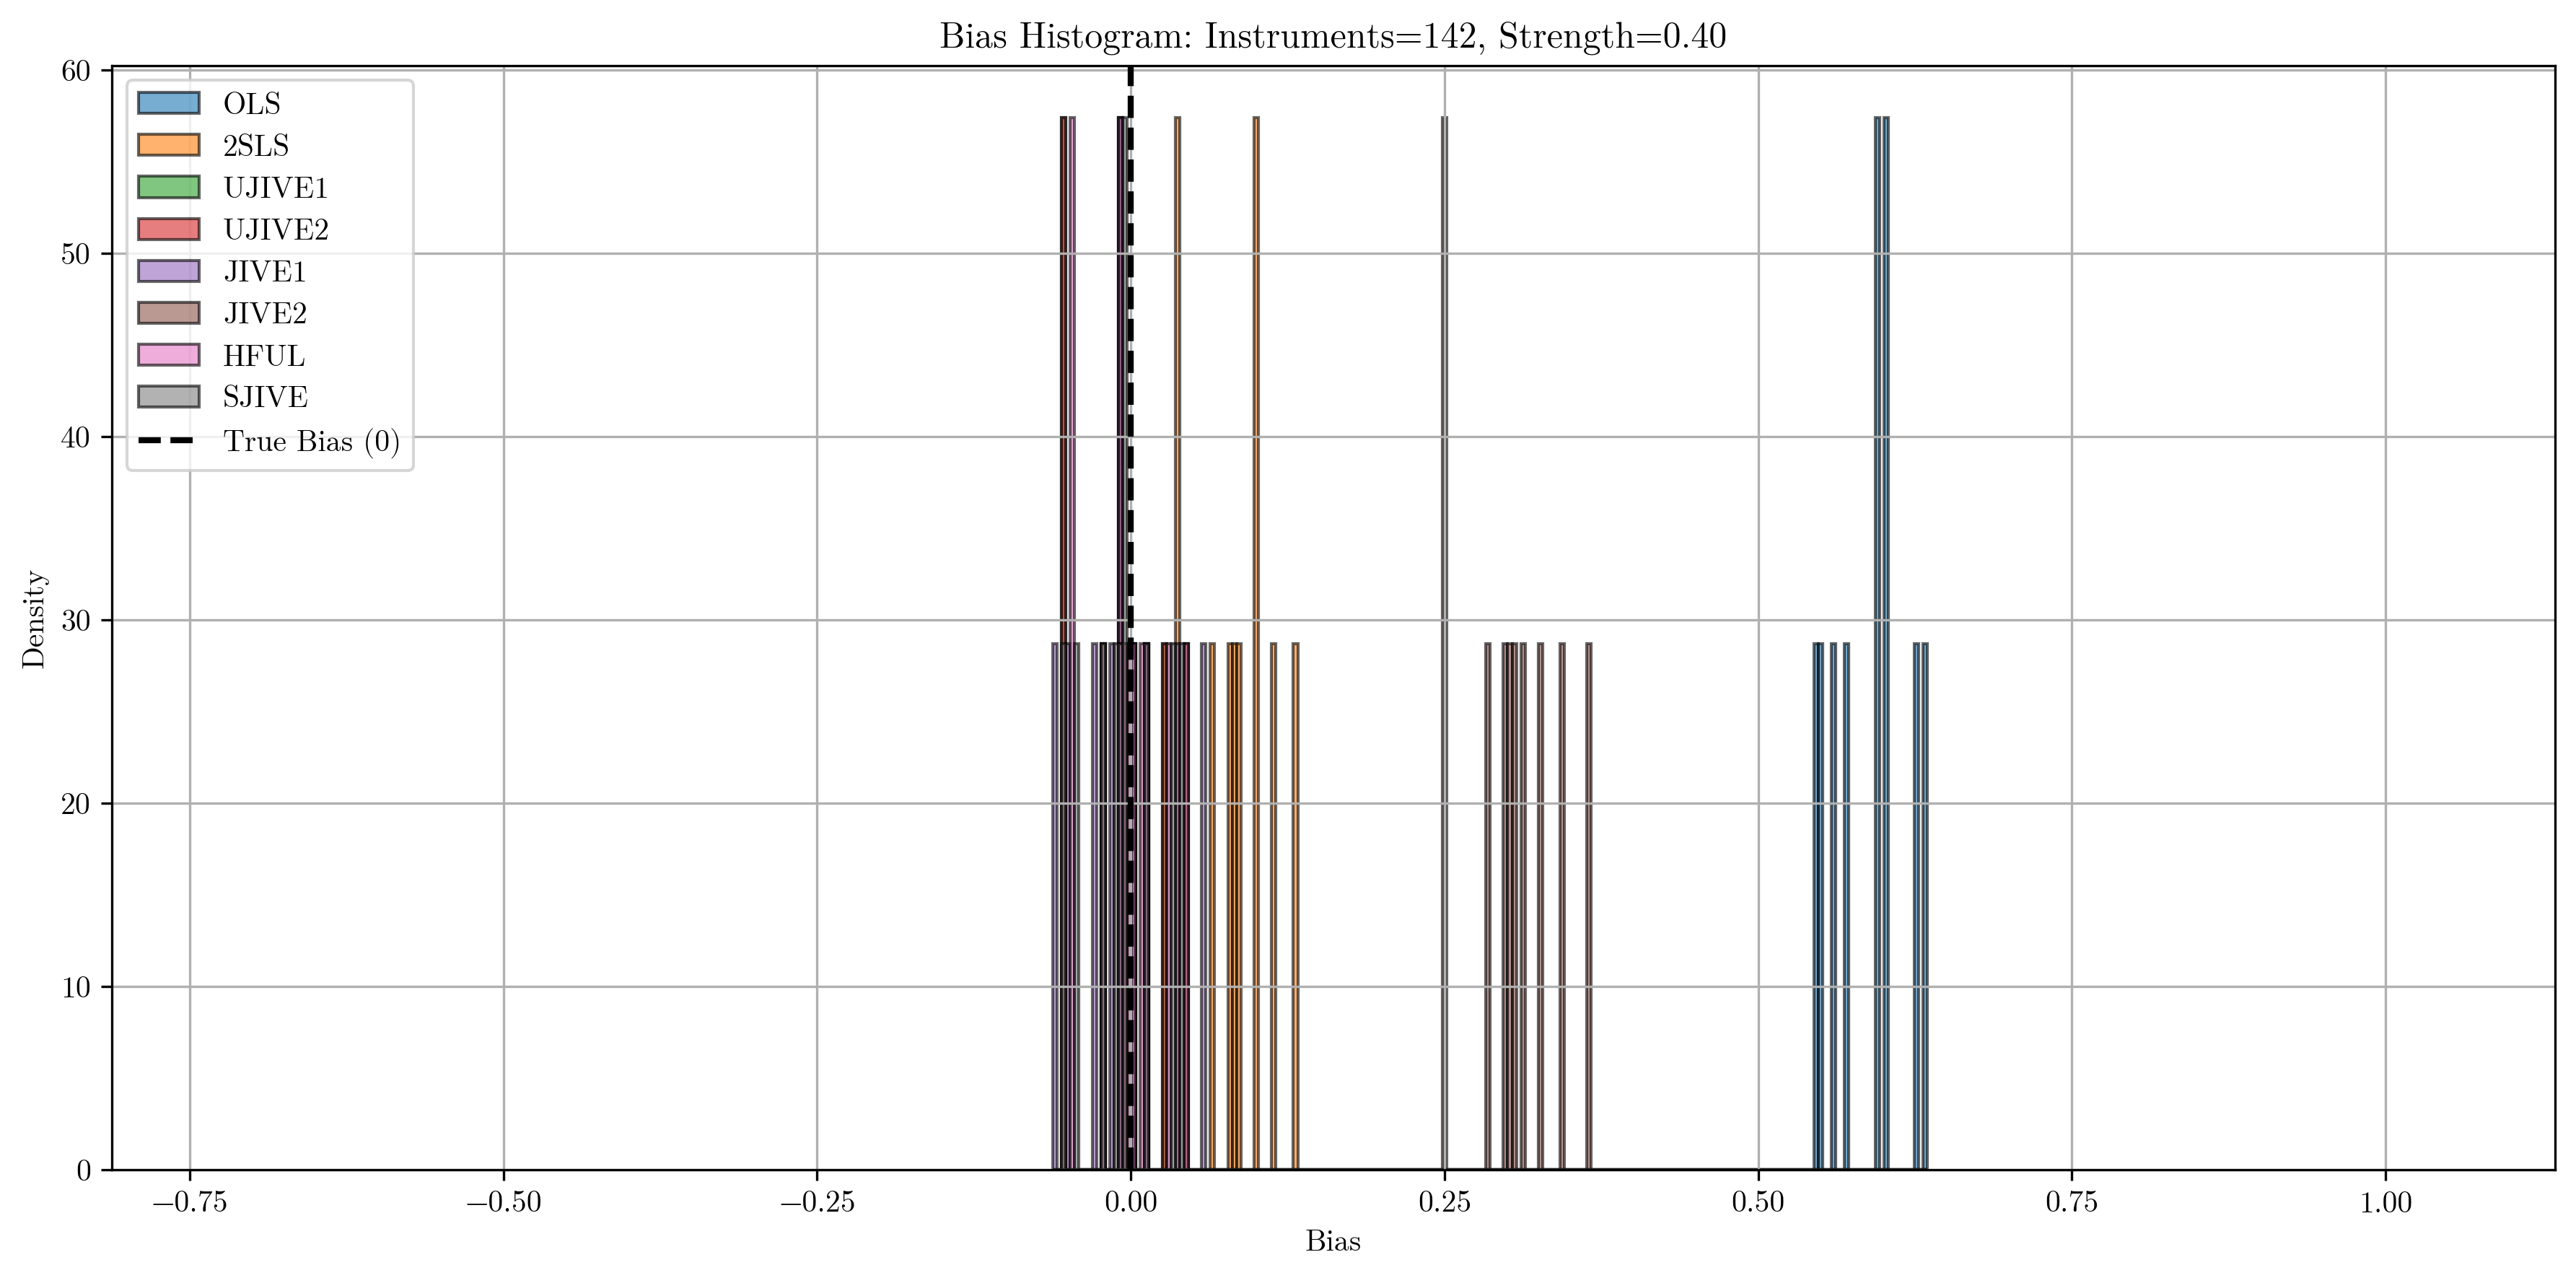 Bias Histogram: Instruments=142, Strength=0.40
60
50
40
30
20
10
0
Density
OLS
2SLS
UJIVE1
UJIVE2
JIVE1
JIVE2
HFUL
SJIVE
True Bias (0)
−0.75 −0.50 −0.25 0.00 0.25 0.50 0.75 1.00
Bias